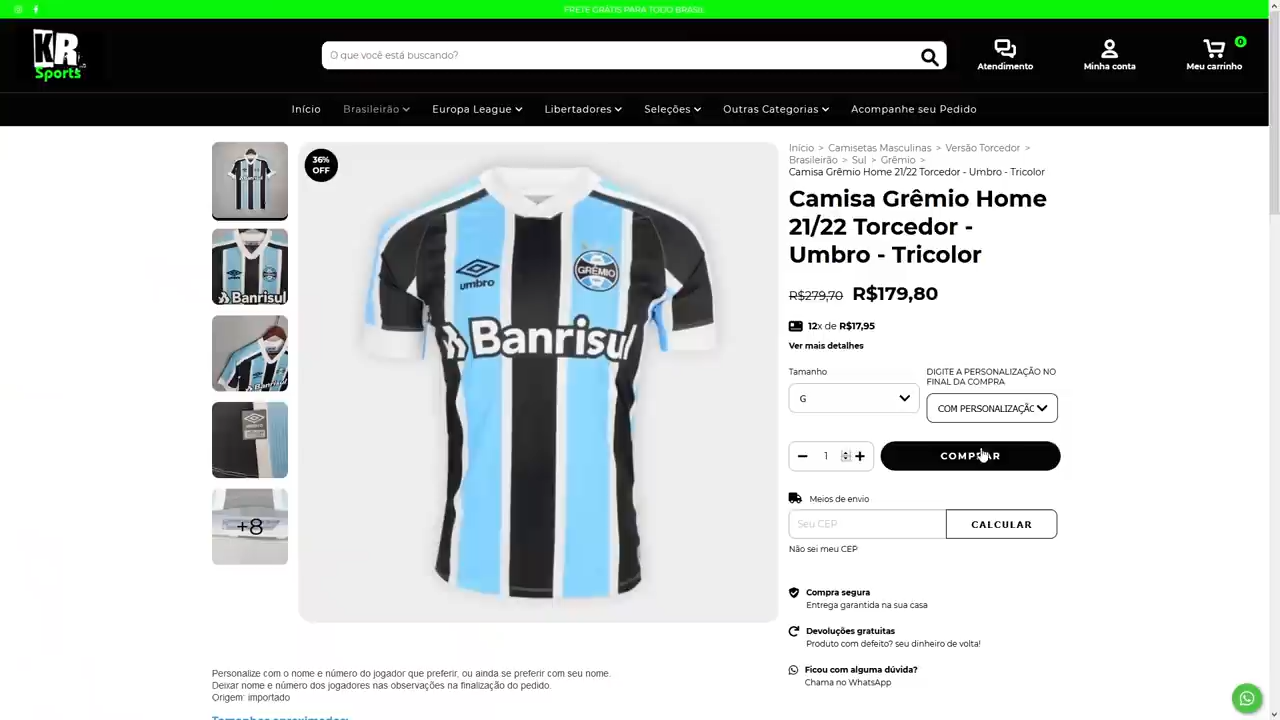 FRETE GRÁTIS PARA TODO BRASIL
KR
Sports
O que você está buscando?
Atendimento
Minha conta
0
Meu carrinho
Início
Brasileirão
Europa League
Libertadores
Seleções
Outras Categorias
Acompanhe seu Pedido
36%
OFF
Banrisul
Banrisul
+8
umbro
GRÊMIO
Banrisul
Início > Camisetas Masculinas > Versão Torcedor >
Brasileirão > Sul > Grêmio >
Camisa Grêmio Home 21/22 Torcedor - Umbro - Tricolor
Camisa Grêmio Home
21/22 Torcedor -
Umbro - Tricolor
R$279,70 R$179,80
12x de R$17,95
Ver mais detalhes
Tamanho
G
DIGITE A PERSONALIZAÇÃO NO
FINAL DA COMPRA
COM PERSONALIZAÇÃO
1
COMPRAR
Meios de envio
Seu CEP
CALCULAR
Não sei meu CEP
Compra segura
Entrega garantida na sua casa
Devoluções gratuitas
Produto com defeito? seu dinheiro de volta!
Ficou com alguma dúvida?
Chama no WhatsApp
Personalize com o nome e número do jogador que preferir, ou ainda se preferir com seu nome.
Deixar nome e número dos jogadores nas observações na finalização do pedido.
Origem: importado
Tamanhos aproximados: